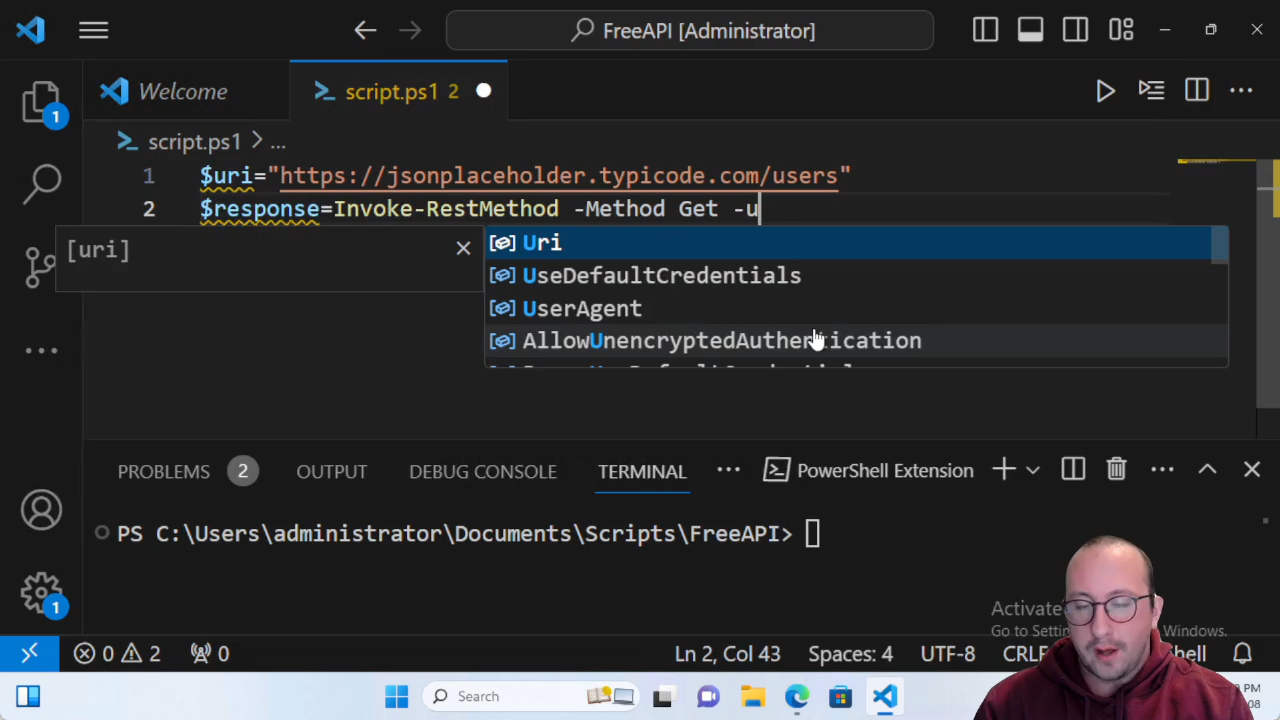 FreeAPI [Administrator]
Welcome
script.ps1 2
1
script.ps1 > ...
1 $uri="https://jsonplaceholder.typicode.com/users"
2 $response=Invoke-RestMethod -Method Get -u
[uri]
Uri
UseDefaultCredentials
UserAgent
AllowUnencryptedAuthentication
PROBLEMS 2 OUTPUT DEBUG CONSOLE TERMINAL ... PowerShell Extension
PS C:\Users\administrator\Documents\Scripts\FreeAPI>
Activate
Go to Windows.
1
0 2 0 Ln 2, Col 43 Spaces: 4 UTF-8 CRLF
Search PM